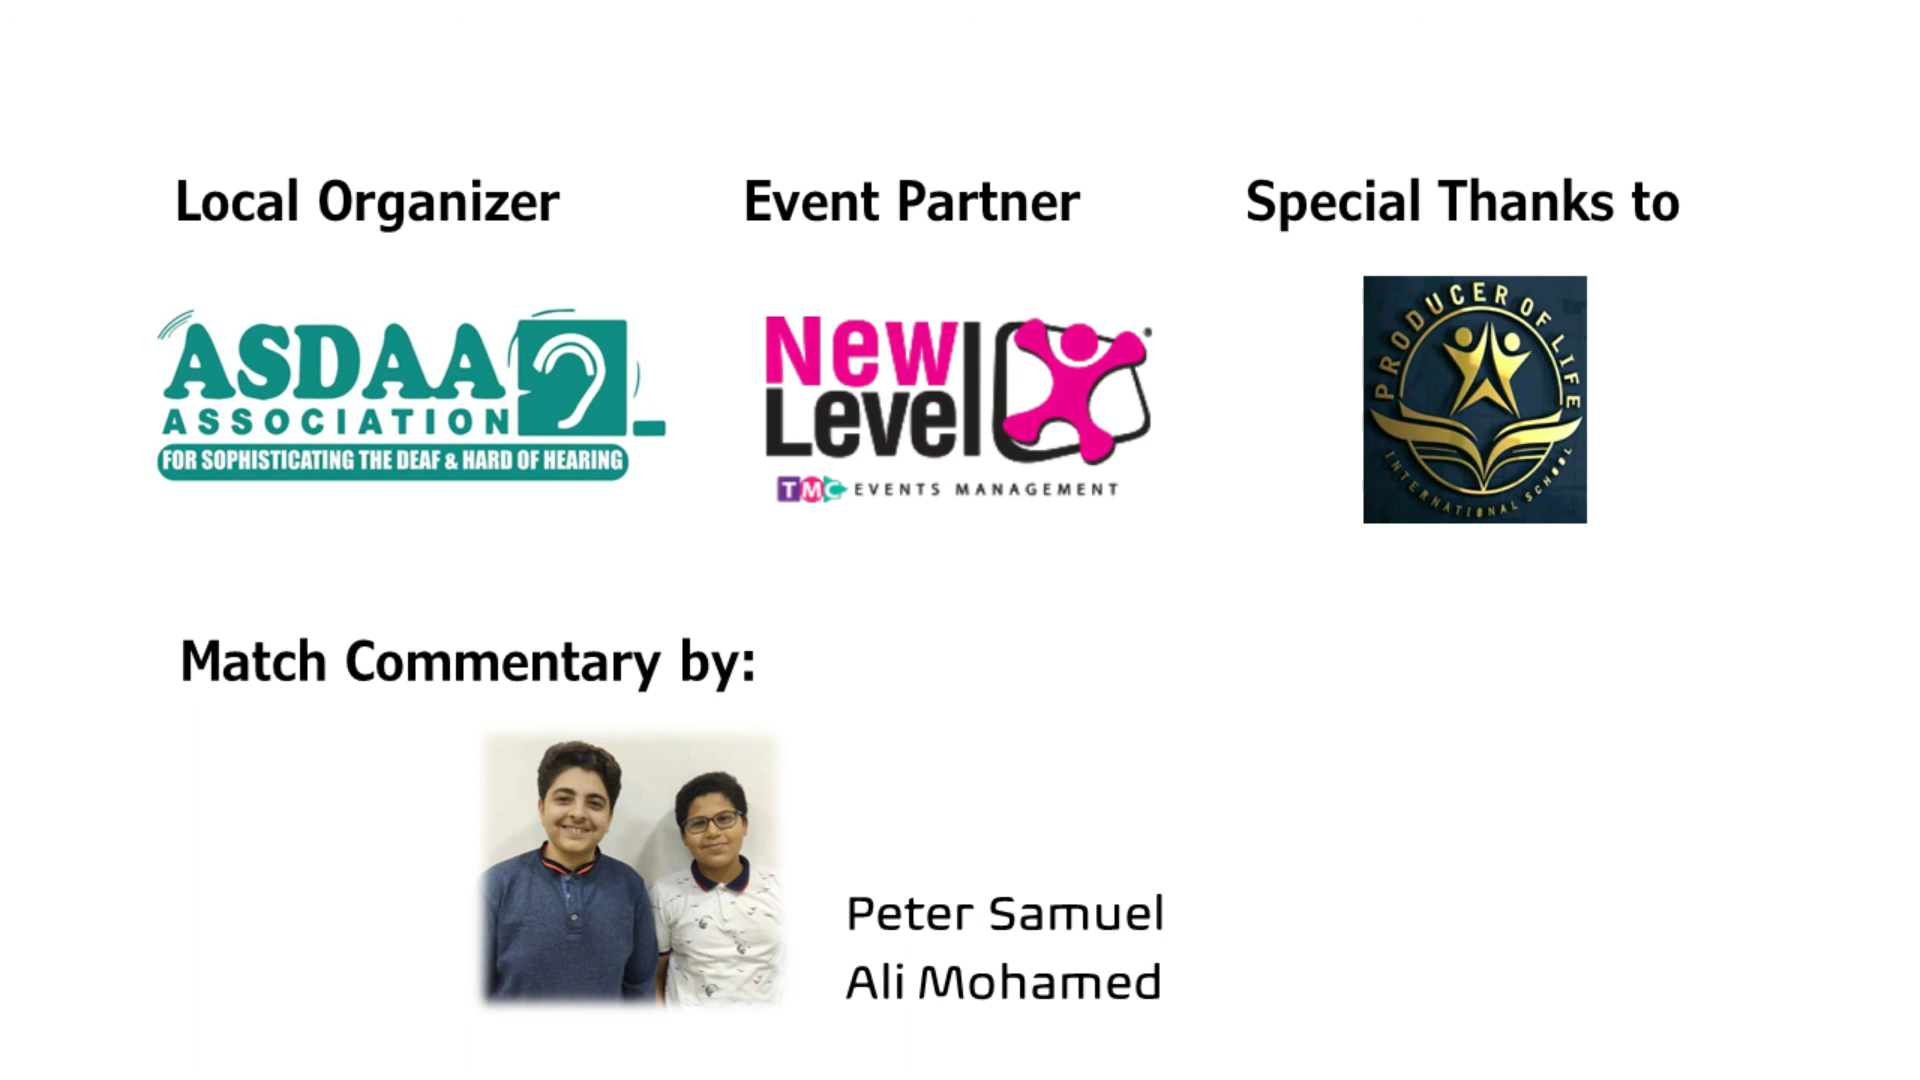 Local Organizer
Event Partner
Special Thanks to
ASDAA
ASSOCIATION
FOR SOPHISTICATING THE DEAF & HARD OF HEARING
New
Level
TMC EVENTS MANAGEMENT
PRODUCER OF LIFE
INTERNATIONAL SCHOOL
Match Commentary by:
Peter Samuel
Ali Mohamed